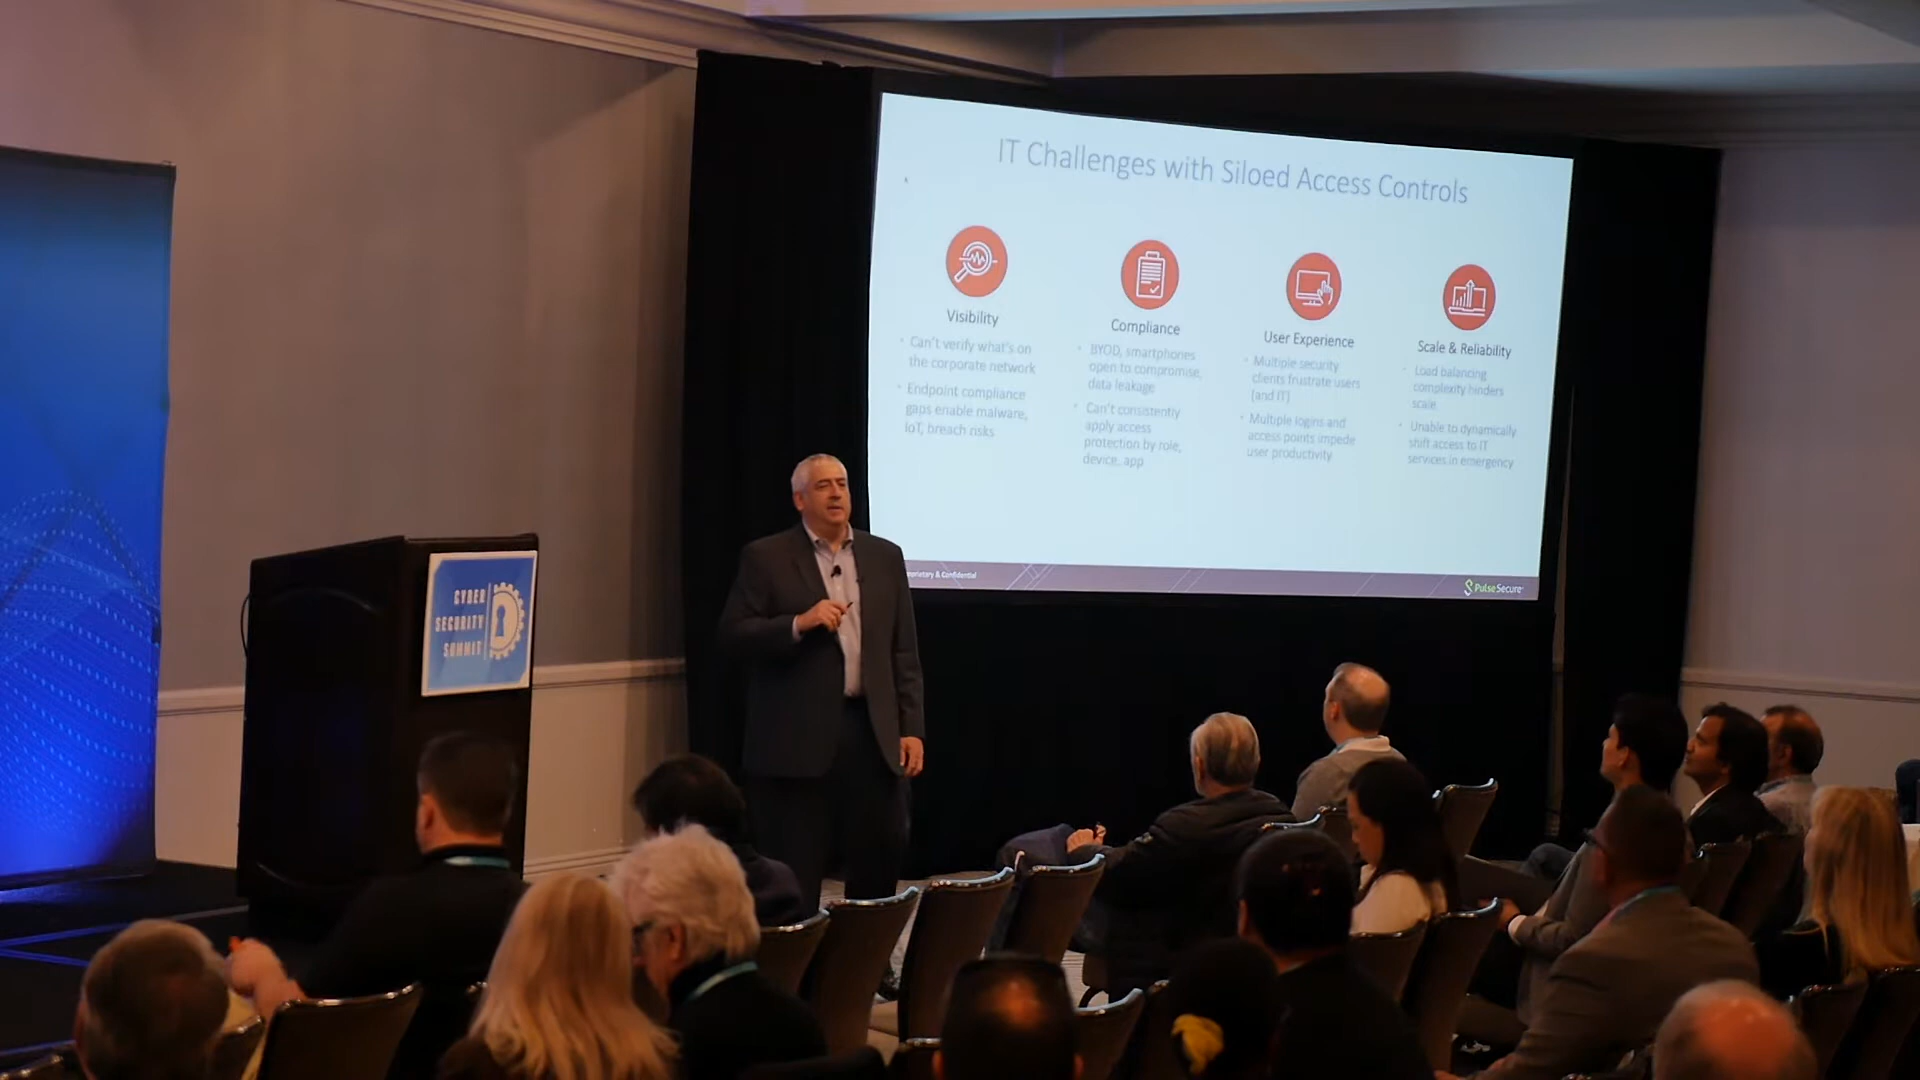 IT Challenges with Siloed Access Controls
Visibility
• Can't verify what's on
the corporate network
• Endpoint compliance
gaps enable malware,
IoT, breach risks
Compliance
• BYOD, smartphones
open to compromise,
data leakage
• Can't consistently
apply access
protection by role,
device, app
User Experience
• Multiple security
clients frustrate users
(and IT)
• Multiple logins and
access points impede
user productivity
Scale & Reliability
• Load balancing
complexity hinders
scale
• Unable to dynamically
shift access to IT
services in emergency
& Confidential
Pulse Secure
CYBER
SECURITY
SUMMIT